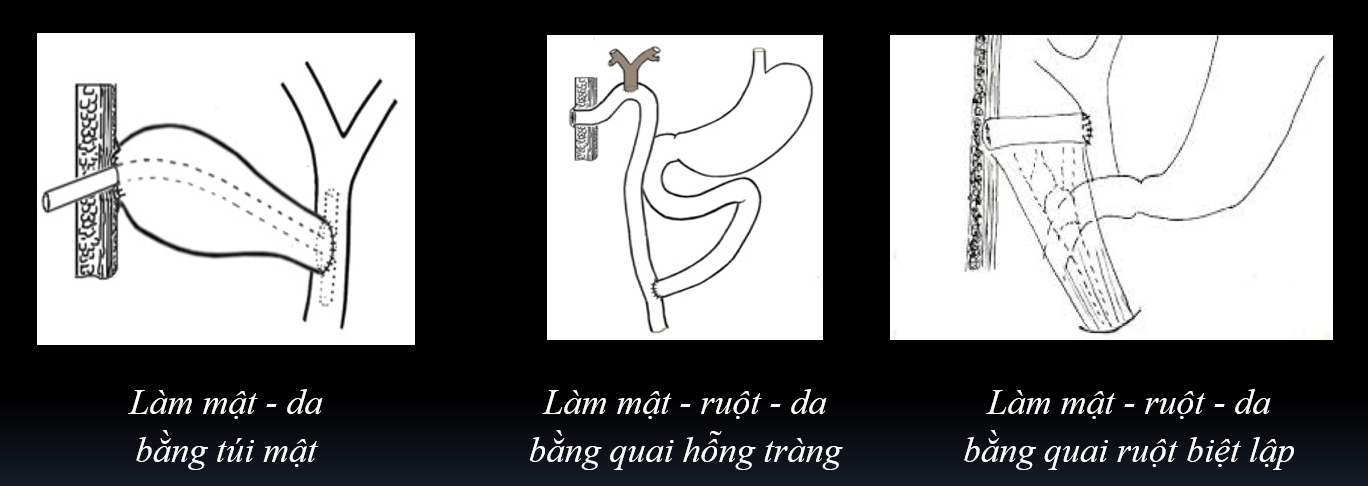 Làm mật - da
bằng túi mật
Làm mật - ruột - da
bằng quai hỗng tràng
Làm mật - ruột - da
bằng quai ruột biệt lập